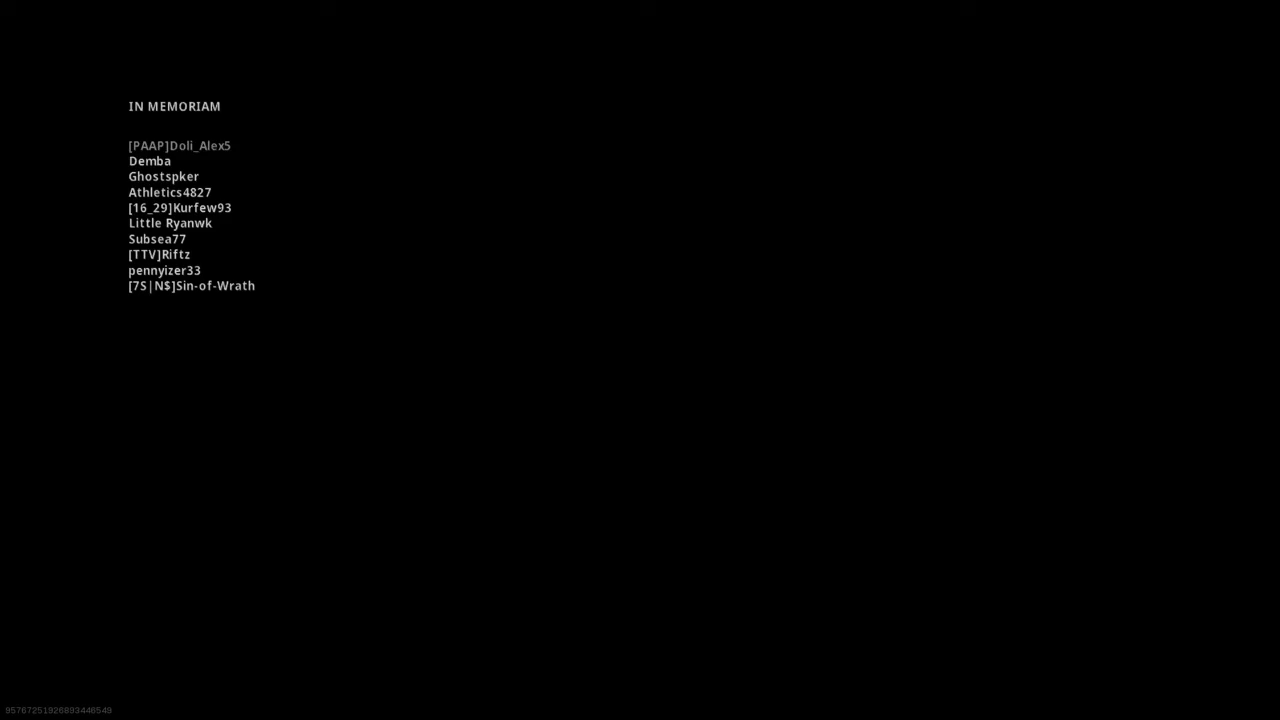 IN MEMORIAM
[PAAP]Doli_Alex5
Demba
Ghostspker
Athletics4827
[16_29]Kurfew93
Little Ryanwk
Subsea77
[TTV]Riftz
pennyizer33
[7S|N$]Sin-of-Wrath